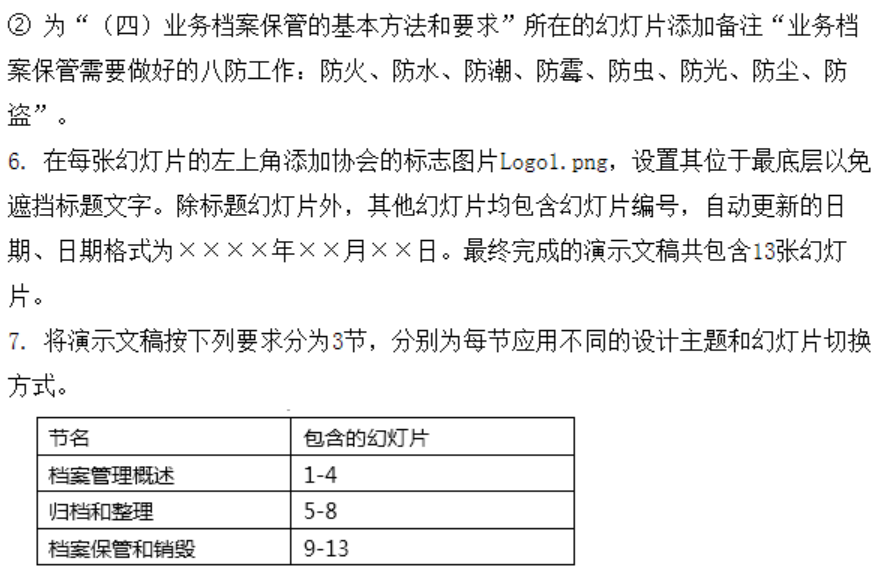 ② 为“（四）业务档案保管的基本方法和要求”所在的幻灯片添加备注“业务档
案保管需要做好的八防工作：防火、防水、防潮、防霉、防虫、防光、防尘、防
盗”。
6. 在每张幻灯片的左上角添加协会的标志图片Logo1.png，设置其位于最底层以免
遮挡标题文字。除标题幻灯片外，其他幻灯片均包含幻灯片编号，自动更新的日
期、日期格式为××××年××月××日。最终完成的演示文稿共包含13张幻灯
片。
7. 将演示文稿按下列要求分为3节，分别为每节应用不同的设计主题和幻灯片切换
方式。
节名 包含的幻灯片
档案管理概述 1-4
归档和整理 5-8
档案保管和销毁 9-13